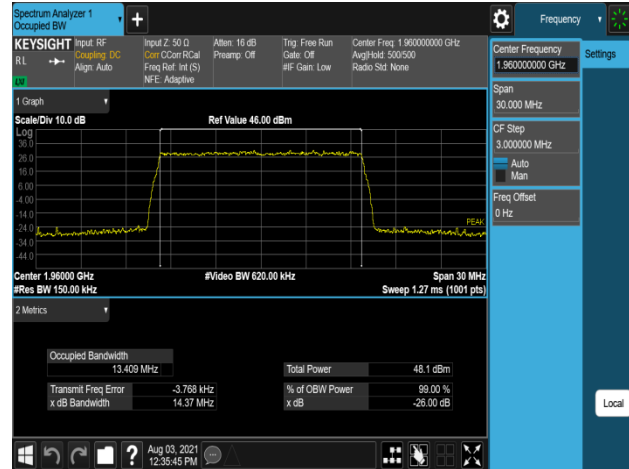 Spectrum Analyzer 1
Occupied BW
+
Frequency
KEYSIGHT
RL
LW
Input: RF
Coupling: DC
Align: Auto
Input Z: 50 Ω
Corr CCorr RCal
Freq Ref: Int (S)
NFE: Adaptive
Atten: 16 dB
Preamp: Off
Trig: Free Run
Gate: Off
#IF Gain: Low
Center Freq: 1.960000000 GHz
Avg|Hold: 500/500
Radio Std: None
Center Frequency
1.960000000 GHz
Settings
Span
30.000 MHz
CF Step
3.000000 MHz
Auto
Man
Freq Offset
0 Hz
Local
1 Graph
Scale/Div 10.0 dB
Ref Value 46.00 dBm
Log
36.0
26.0
16.0
6.00
-4.00
-14.0
-24.0
-34.0
-44.0
PEAK
Center 1.96000 GHz
#Video BW 620.00 kHz
Span 30 MHz
#Res BW 150.00 kHz
Sweep 1.27 ms (1001 pts)
2 Metrics
Occupied Bandwidth
13.409 MHz
Total Power 48.1 dBm
Transmit Freq Error -3.768 kHz
% of OBW Power 99.00 %
x dB Bandwidth 14.37 MHz
x dB -26.00 dB
?
Aug 03, 2021
12:35:45 PM